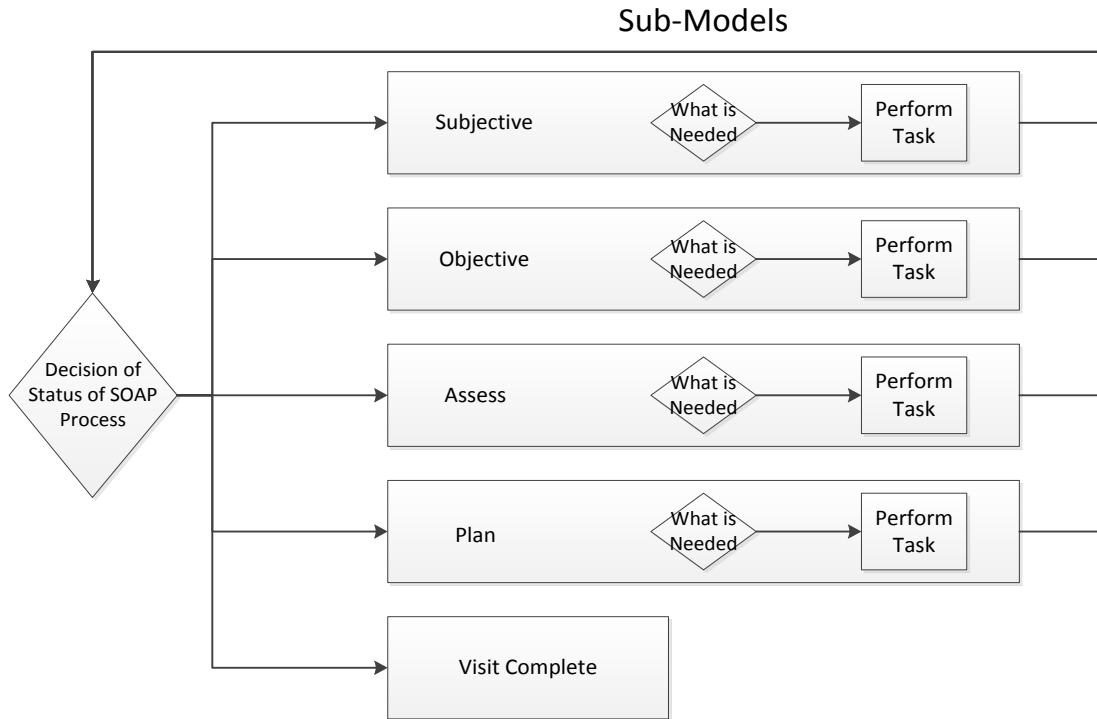 Sub-Models
Subjective
What is
Needed
Perform
Task
Objective
What is
Needed
Perform
Task
Decision of
Status of SOAP
Process
Assess
What is
Needed
Perform
Task
Plan
What is
Needed
Perform
Task
Visit Complete